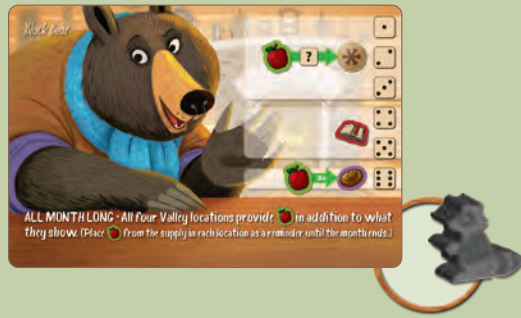 Black Bear
?
ALL MONTH LONG · All four Valley locations provide in addition to what
they show. (Place from the supply in each location as a reminder until the month ends.)